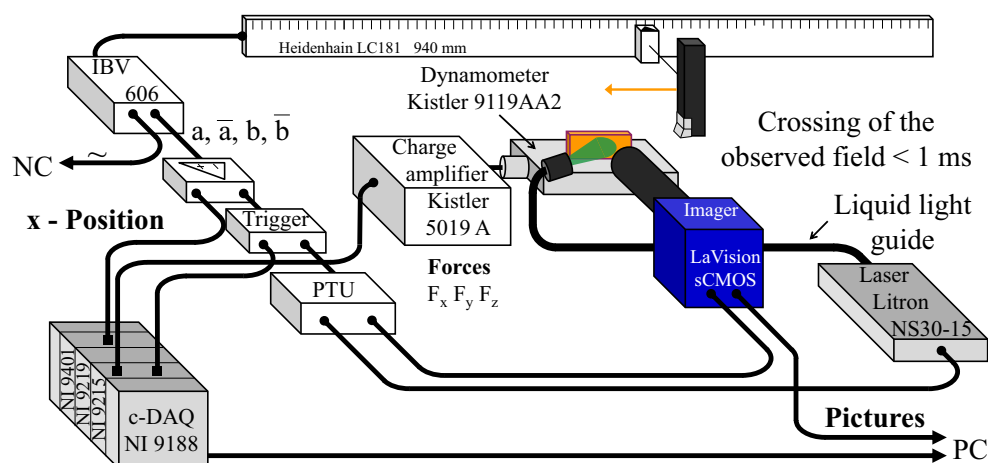 Heidenhain LC181 940 mm
IBV
606
a, a̅, b, b̅
NC
~
Dynamometer
Kistler 9119AA2
Crossing of the
observed field < 1 ms
Charge
amplifier
Kistler
5019 A
x - Position
Trigger
Imager
LaVision
sCMOS
Liquid light
guide
Forces
Fx Fy Fz
PTU
Laser
Litron
NS30-15
NI 9401
NI 9219
NI 9215
c-DAQ
NI 9188
Pictures
PC